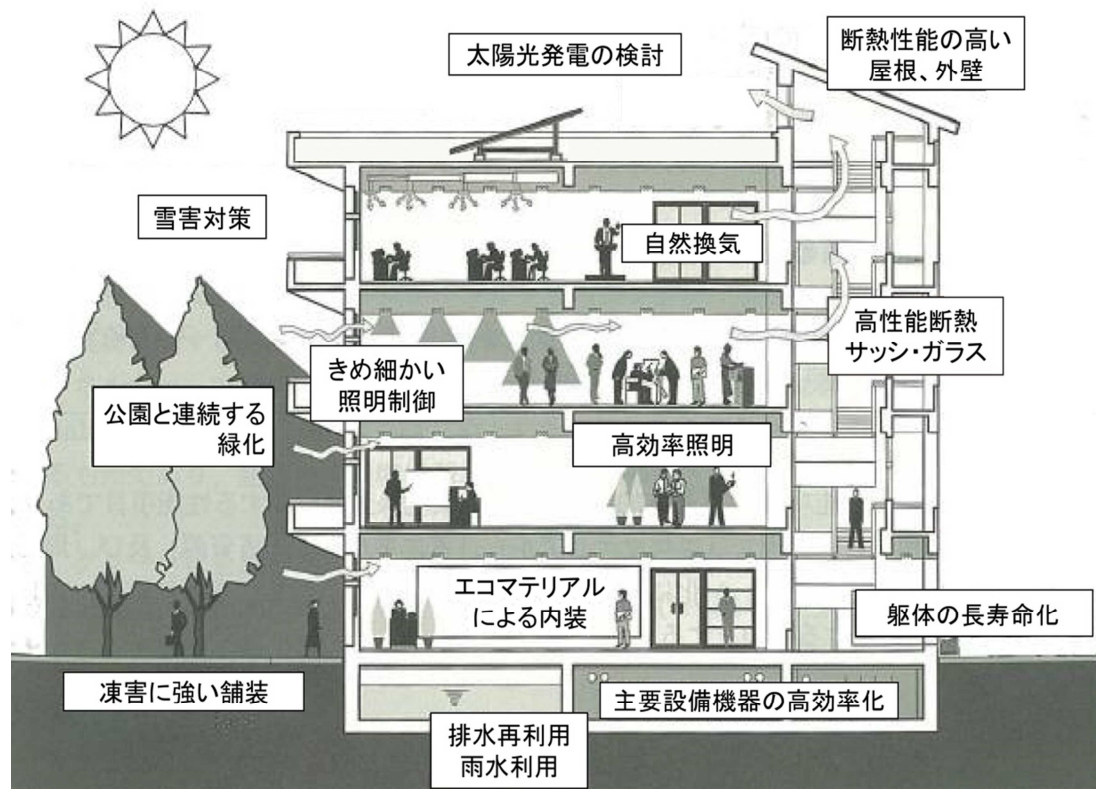 太陽光発電の検討
断熱性能の高い
屋根、外壁
雪害対策
自然換気
きめ細かい
照明制御
高性能断熱
サッシ・ガラス
公園と連続する
緑化
高効率照明
エコマテリアル
による内装
躯体の長寿命化
凍害に強い舗装
主要設備機器の高効率化
排水再利用
雨水利用